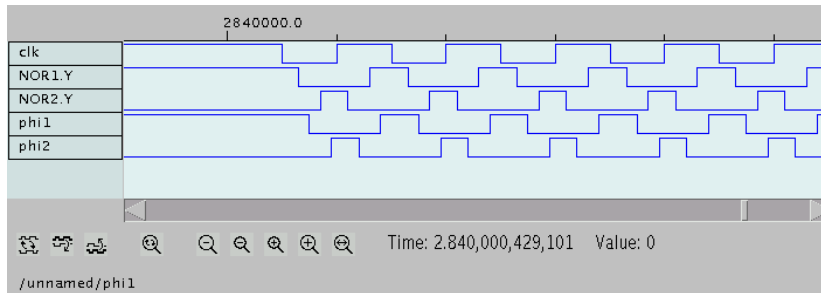 2840000.0
clk
NOR1.Y
NOR2.Y
phi1
phi2
Time: 2.840,000,429,101 Value: 0
/unnamed/phi1